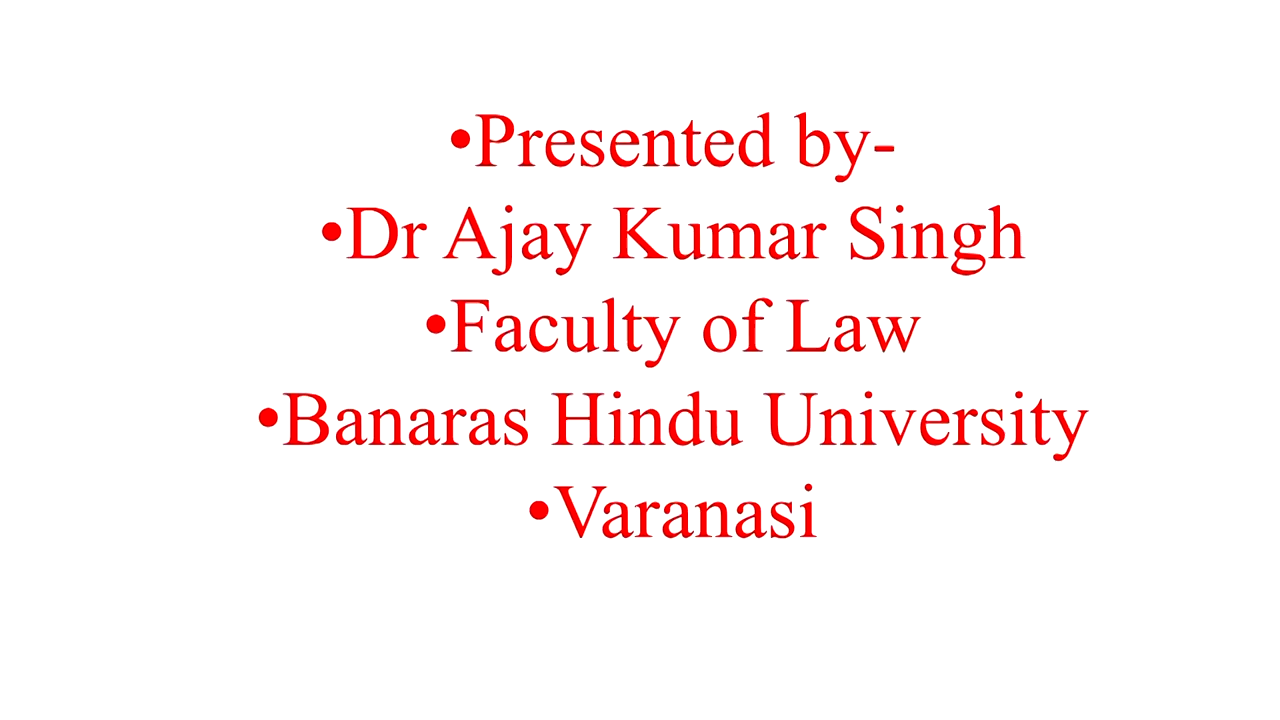 •Presented by-
•Dr Ajay Kumar Singh
•Faculty of Law
•Banaras Hindu University
•Varanasi